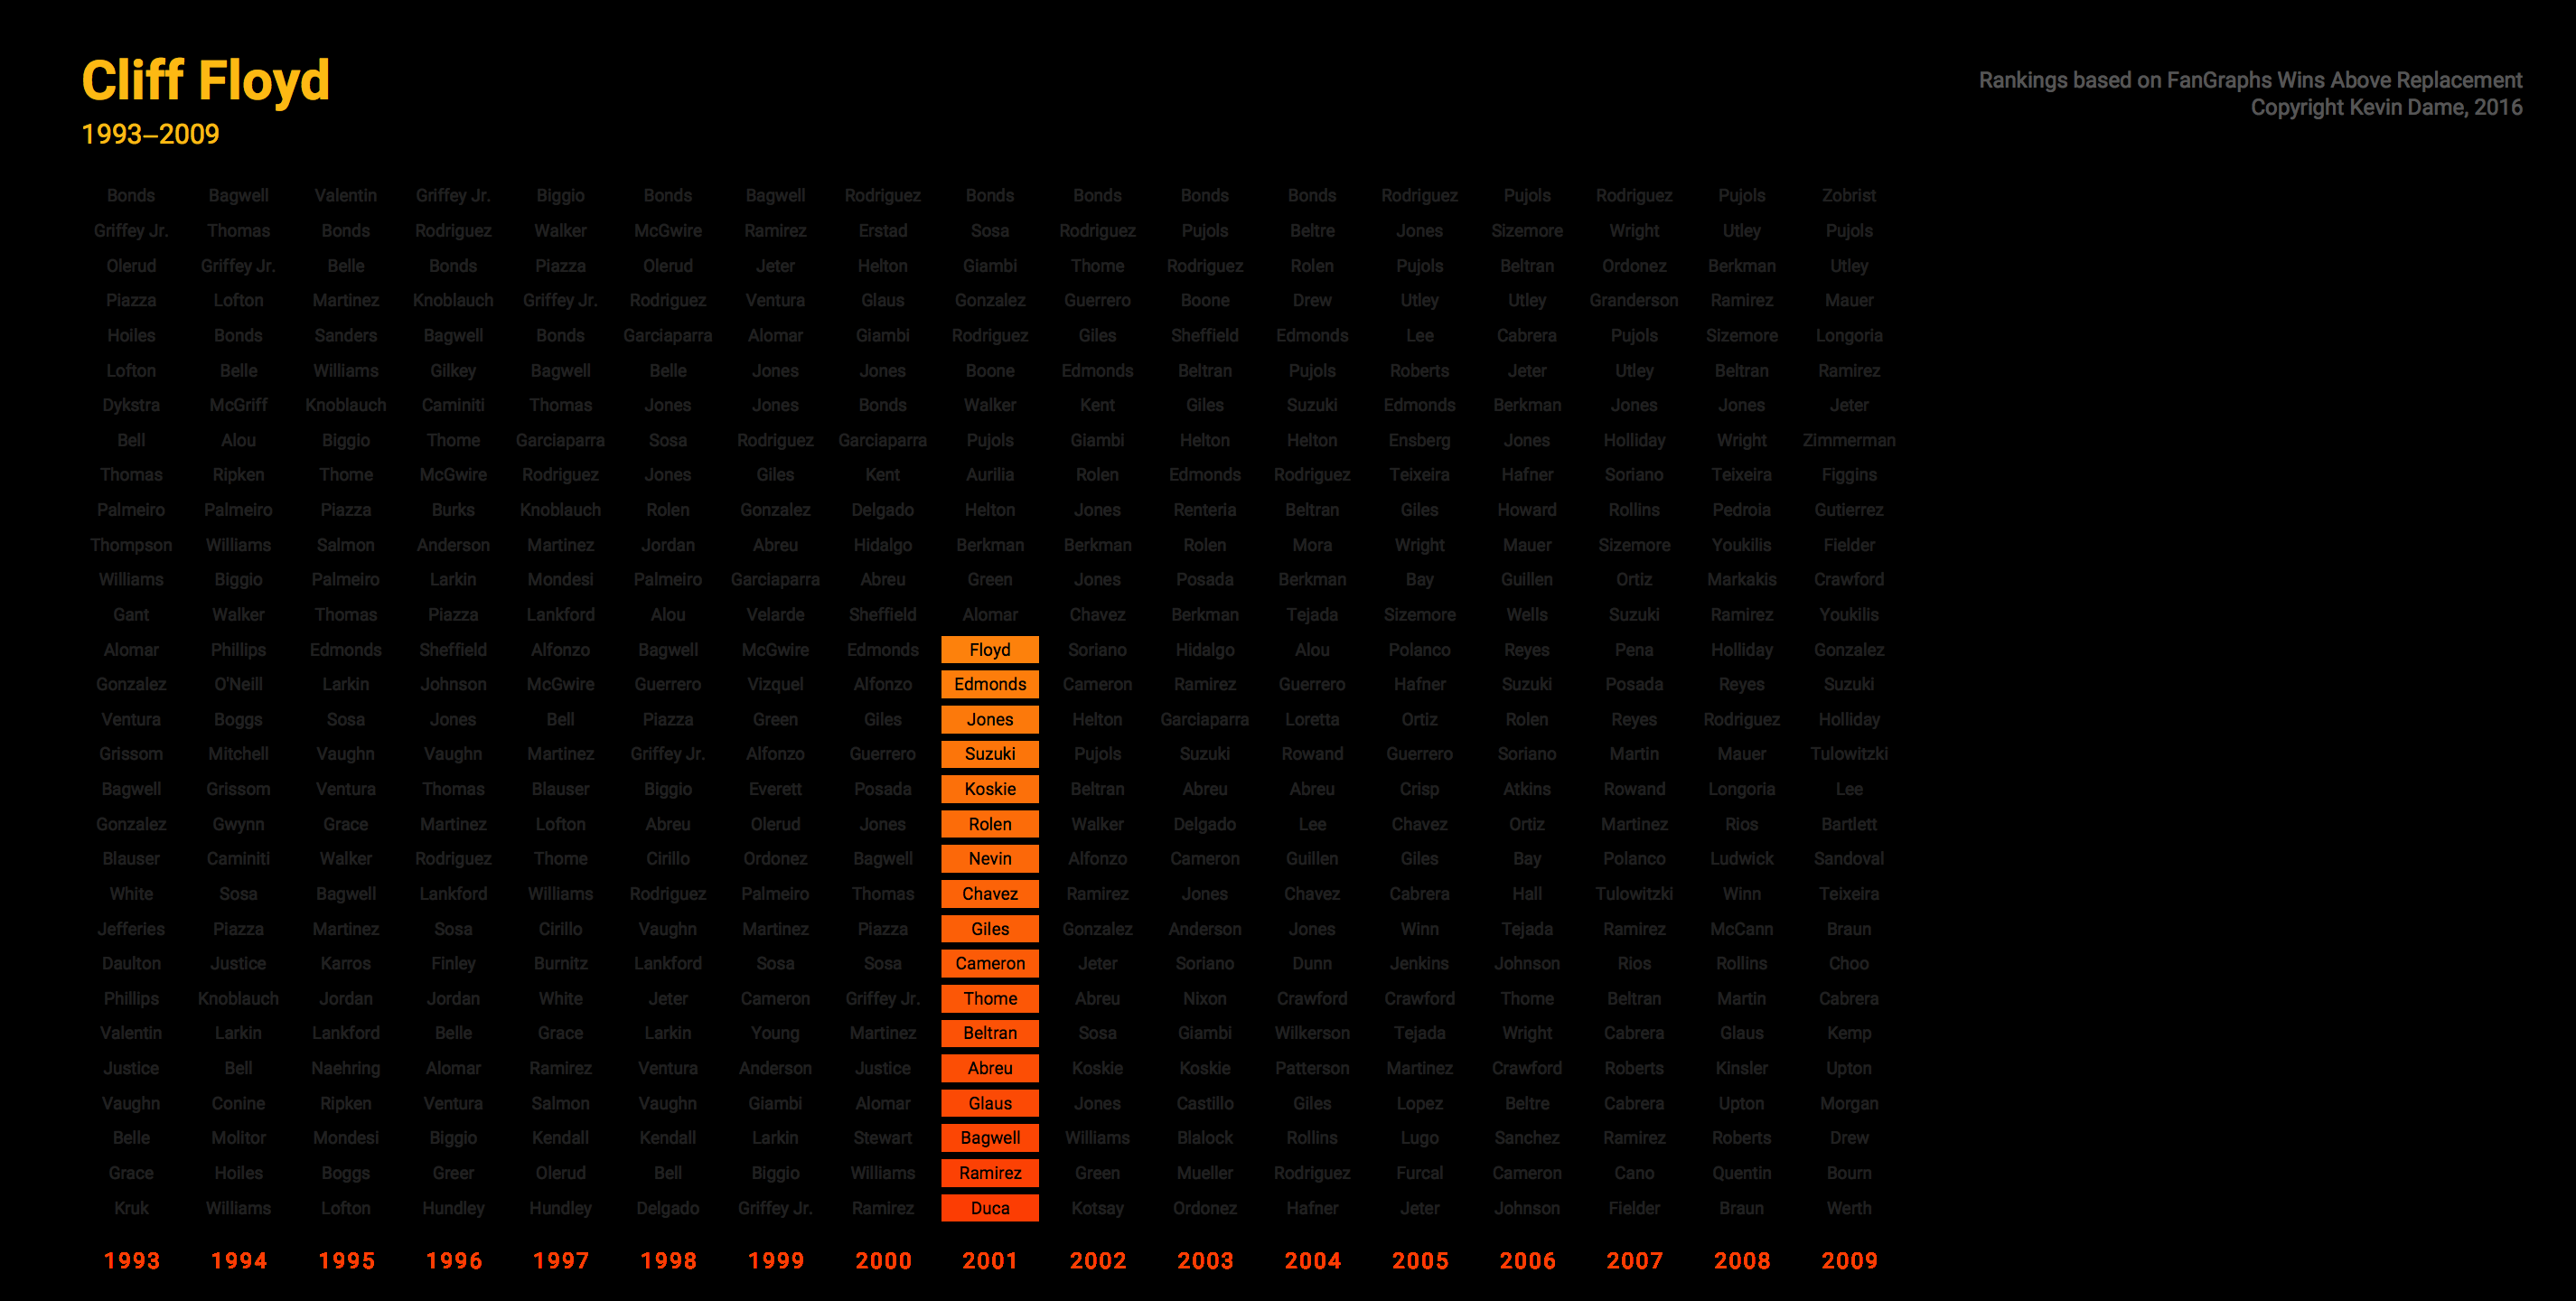 Cliff Floyd
1993–2009
Rankings based on FanGraphs Wins Above Replacement
Copyright Kevin Dame, 2016
Bonds Bagwell Valentin Griffey Jr. Biggio Bonds Bagwell Rodriguez Bonds Bonds Bonds Bonds Rodriguez Pujols Rodriguez Pujols Zobrist
Griffey Jr. Thomas Bonds Rodriguez Walker McGwire Ramirez Erstad Sosa Rodriguez Pujols Beltre Jones Sizemore Wright Utley Pujols
Olerud Griffey Jr. Belle Bonds Piazza Olerud Jeter Helton Giambi Thome Rodriguez Rolen Pujols Beltran Ordonez Berkman Utley
Piazza Lofton Martinez Knoblauch Griffey Jr. Rodriguez Ventura Glaus Gonzalez Guerrero Boone Drew Utley Utley Granderson Ramirez Mauer
Hoiles Bonds Sanders Bagwell Bonds Garciaparra Alomar Giambi Rodriguez Giles Sheffield Edmonds Lee Cabrera Pujols Sizemore Longoria
Lofton Belle Williams Gilkey Bagwell Belle Jones Jones Boone Edmonds Beltran Pujols Roberts Jeter Utley Beltran Ramirez
Dykstra McGriff Knoblauch Caminiti Thomas Jones Jones Bonds Walker Kent Giles Suzuki Edmonds Berkman Jones Jones Jeter
Bell Alou Biggio Thome Garciaparra Sosa Rodriguez Garciaparra Pujols Giambi Helton Helton Ensberg Jones Holliday Wright Zimmerman
Thomas Ripken Thome McGwire Rodriguez Jones Giles Kent Aurilia Rolen Edmonds Rodriguez Teixeira Hafner Soriano Teixeira Figgins
Palmeiro Palmeiro Piazza Burks Knoblauch Rolen Gonzalez Delgado Helton Jones Renteria Beltran Giles Howard Rollins Pedroia Gutierrez
Thompson Williams Salmon Anderson Martinez Jordan Abreu Hidalgo Berkman Berkman Rolen Mora Wright Mauer Sizemore Youkilis Fielder
Williams Biggio Palmeiro Larkin Mondesi Palmeiro Garciaparra Abreu Green Jones Posada Berkman Bay Guillen Ortiz Markakis Crawford
Gant Walker Thomas Piazza Lankford Alou Velarde Sheffield Alomar Chavez Berkman Tejada Sizemore Wells Suzuki Ramirez Youkilis
Alomar Phillips Edmonds Sheffield Alfonzo Bagwell McGwire Edmonds Floyd Soriano Hidalgo Alou Polanco Reyes Pena Holliday Gonzalez
Gonzalez O'Neill Larkin Johnson McGwire Guerrero Vizquel Alfonzo Edmonds Cameron Ramirez Guerrero Hafner Suzuki Posada Reyes Suzuki
Ventura Boggs Sosa Jones Bell Piazza Green Giles Jones Helton Garciaparra Loretta Ortiz Rolen Reyes Rodriguez Holliday
Grissom Mitchell Vaughn Vaughn Martinez Griffey Jr. Alfonzo Guerrero Suzuki Pujols Suzuki Rowand Guerrero Soriano Martin Mauer Tulowitzki
Bagwell Grissom Ventura Thomas Blauser Biggio Everett Posada Koskie Beltran Abreu Abreu Crisp Atkins Rowand Longoria Lee
Gonzalez Gwynn Grace Martinez Lofton Abreu Olerud Jones Rolen Walker Delgado Lee Chavez Ortiz Martinez Rios Bartlett
Blauser Caminiti Walker Rodriguez Thome Cirillo Ordonez Bagwell Nevin Alfonzo Cameron Guillen Giles Bay Polanco Ludwick Sandoval
White Sosa Bagwell Lankford Williams Rodriguez Palmeiro Thomas Chavez Ramirez Jones Chavez Cabrera Hall Tulowitzki Winn Teixeira
Jefferies Piazza Martinez Sosa Cirillo Vaughn Martinez Piazza Giles Gonzalez Anderson Jones Winn Tejada Ramirez McCann Braun
Daulton Justice Karros Finley Burnitz Lankford Sosa Sosa Cameron Jeter Soriano Dunn Jenkins Johnson Rios Rollins Choo
Phillips Knoblauch Jordan Jordan White Jeter Cameron Griffey Jr. Thome Abreu Nixon Crawford Crawford Thome Beltran Martin Cabrera
Valentin Larkin Lankford Belle Grace Larkin Young Martinez Beltran Sosa Giambi Wilkerson Tejada Wright Cabrera Glaus Kemp
Justice Bell Naehring Alomar Ramirez Ventura Anderson Justice Abreu Koskie Koskie Patterson Martinez Crawford Roberts Kinsler Upton
Vaughn Conine Ripken Ventura Salmon Vaughn Giambi Alomar Glaus Jones Castillo Giles Lopez Beltre Cabrera Upton Morgan
Belle Molitor Mondesi Biggio Kendall Kendall Larkin Stewart Bagwell Williams Blalock Rollins Lugo Sanchez Ramirez Roberts Drew
Grace Hoiles Boggs Greer Olerud Bell Biggio Williams Ramirez Green Mueller Rodriguez Furcal Cameron Cano Quentin Bourn
Kruk Williams Lofton Hundley Hundley Delgado Griffey Jr. Ramirez Duca Kotsay Ordonez Hafner Jeter Johnson Fielder Braun Werth
1993 1994 1995 1996 1997 1998 1999 2000 2001 2002 2003 2004 2005 2006 2007 2008 2009